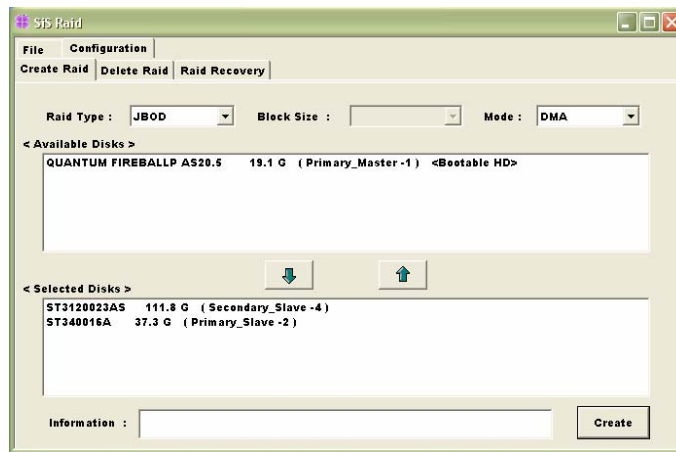 SiS Raid
File Configuration
Create Raid Delete Raid Raid Recovery
Raid Type : JBOD Block Size : Mode : DMA
< Available Disks >
QUANTUM FIREBALLP AS20.5 19.1 G ( Primary_Master -1 ) <Bootable HD>
< Selected Disks >
ST3120023AS 111.8 G ( Secondary_Slave -4 )
ST340016A 37.3 G ( Primary_Slave -2 )
Information : Create